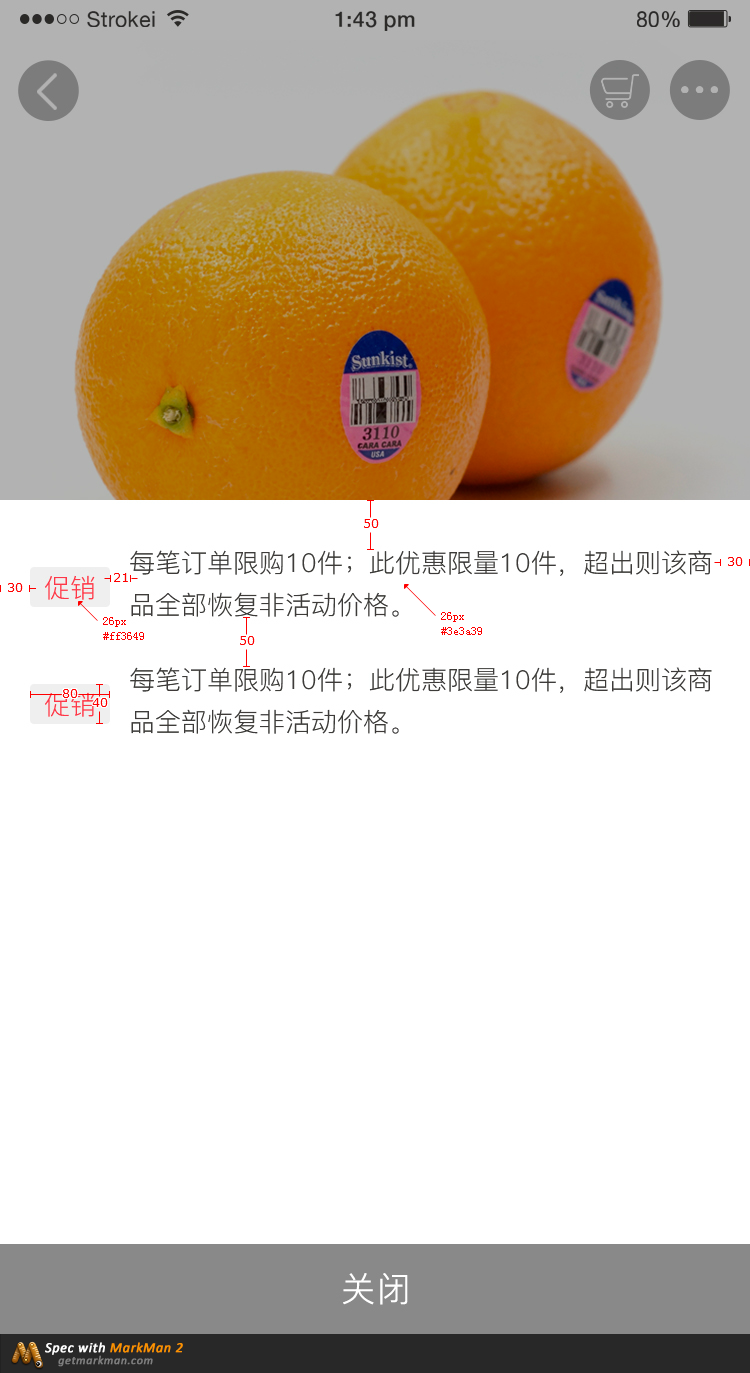 Strokei 1:43 pm 80%
Sunkist
3110
CARA CARA
USA
50
每笔订单限购10件；此优惠限量10件，超出则该商
30
30
促销
21
品全部恢复非活动价格。
26px
#ff3649
26px
#3e3a39
50
每笔订单限购10件；此优惠限量10件，超出则该商
80
促销
40
品全部恢复非活动价格。
关闭
Spec with MarkMan 2
getmarkman.com